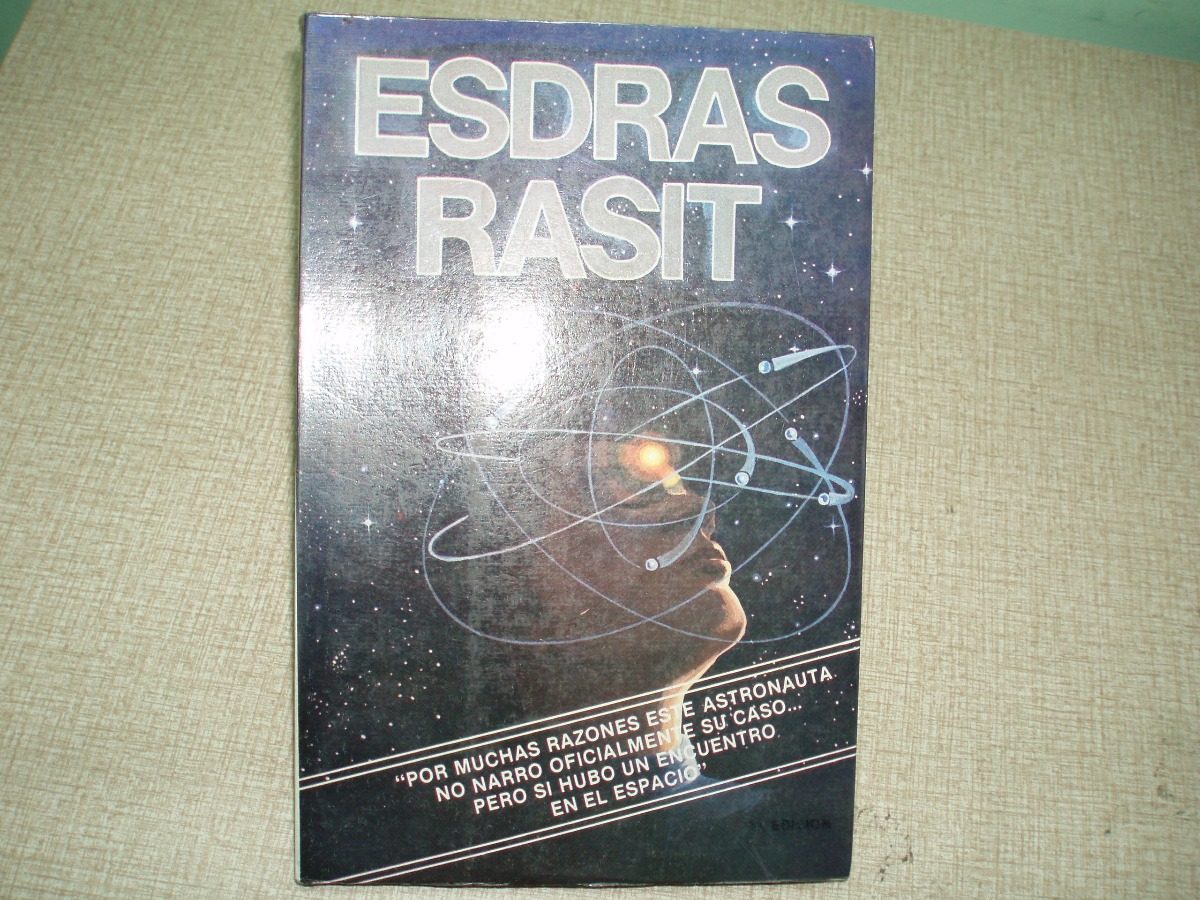 ESDRAS
RASIT
“POR MUCHAS RAZONES ESTE ASTRONAUTA
NO NARRO OFICIALMENTE SU CASO...
PERO SI HUBO UN ENCUENTRO
EN EL ESPACIO”
EDICION